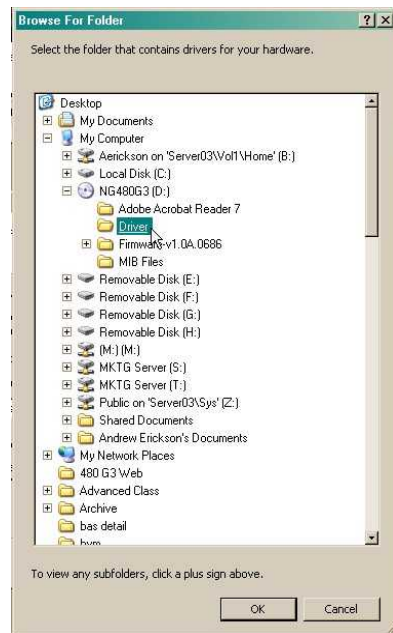 Browse For Folder
Select the folder that contains drivers for your hardware.
Desktop
My Documents
My Computer
Aerickson on 'Server03\Vol1\Home' (B:)
Local Disk (C:)
NG480G3 (D:)
Adobe Acrobat Reader 7
Driver
Firmware-v1.0A.0686
MIB Files
Removable Disk (E:)
Removable Disk (F:)
Removable Disk (G:)
Removable Disk (H:)
(M:) (M:)
MKTG Server (S:)
MKTG Server (T:)
Public on 'Server03\Sys' (Z:)
Shared Documents
Andrew Erickson's Documents
My Network Places
480 G3 Web
Advanced Class
Archive
bas detail
To view any subfolders, click a plus sign above.
OK Cancel